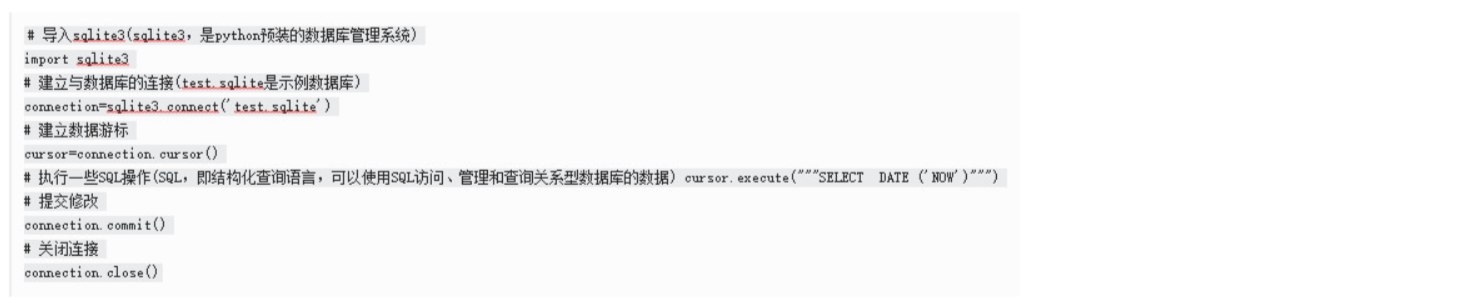 # 导入sqlite3(sqlite3，是python预装的数据库管理系统)
import sqlite3
# 建立与数据库的连接(test.sqlite是示例数据库)
connection=sqlite3.connect('test.sqlite')
# 建立数据游标
cursor=connection.cursor()
# 执行一些SQL操作(SQL，即结构化查询语言，可以使用SQL访问、管理和查询关系型数据库的数据) cursor.execute("""SELECT  DATE ('NOW')""")
# 提交修改
connection.commit()
# 关闭连接
connection.close()